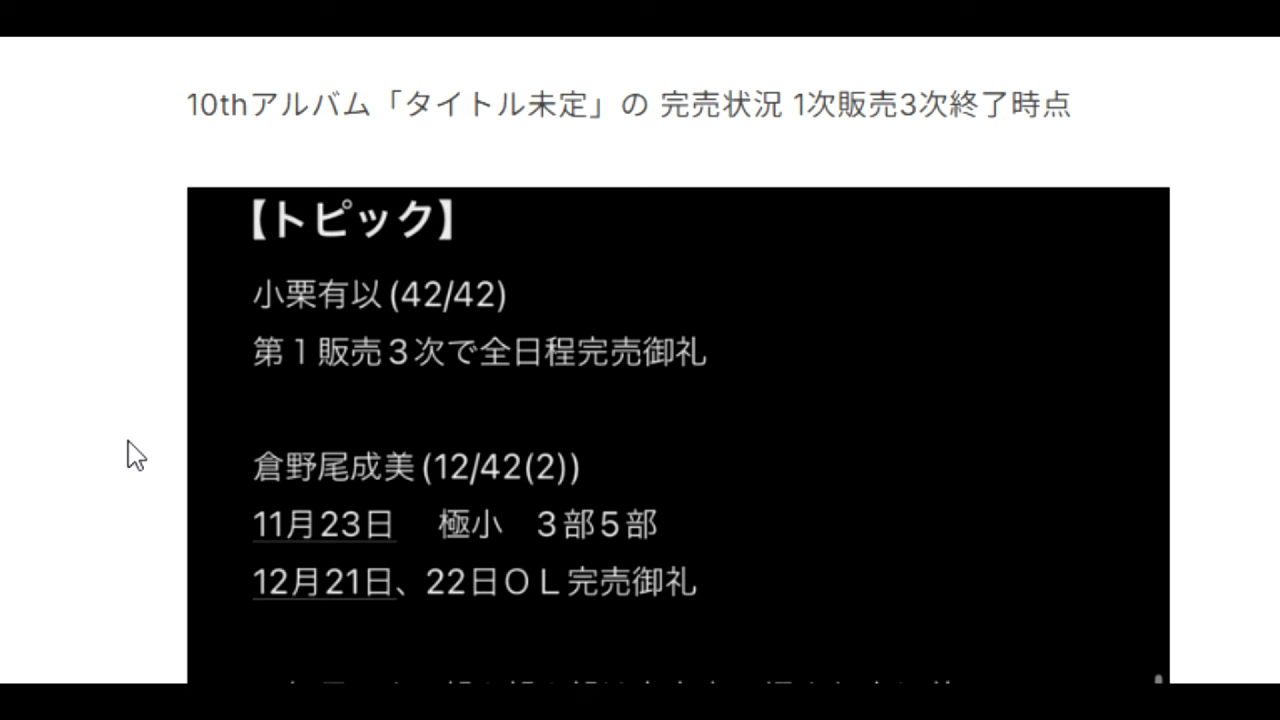 10thアルバム「タイトル未定」の 完売状況 1次販売3次終了時点
【トピック】
小栗有以 (42/42)
第１販売３次で全日程完売御礼
倉野尾成美 (12/42(2))
11月23日　極小　３部５部
12月21日、22日ＯＬ完売御礼